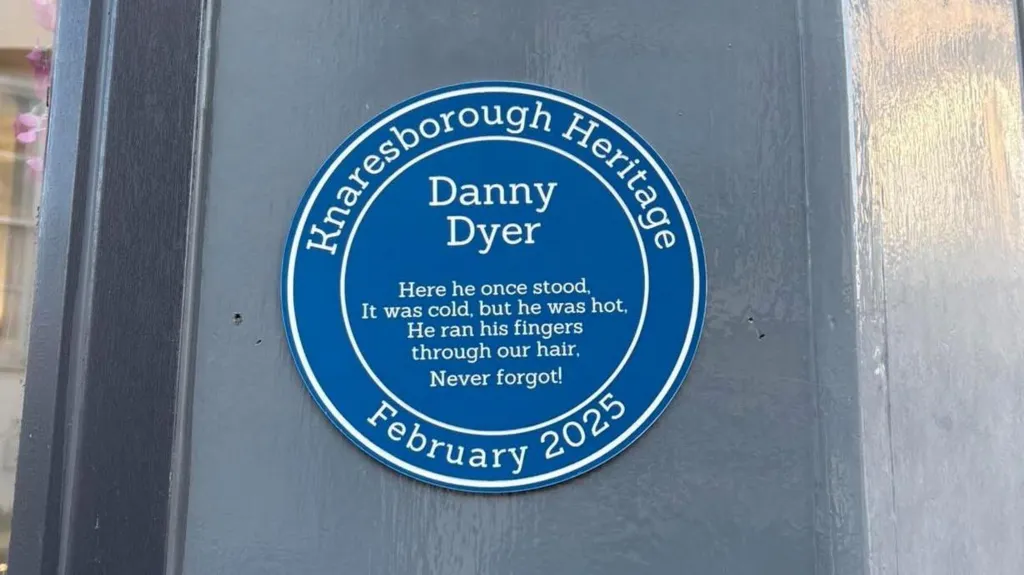 Knaresborough Heritage
Danny
Dyer
Here he once stood,
It was cold, but he was hot,
He ran his fingers
through our hair,
Never forgot!
February 2025